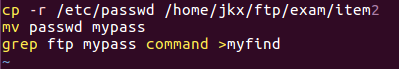 cp -r /etc/passwd /home/jkx/ftp/exam/item2
mv passwd mypass
grep ftp mypass command >myfind
~